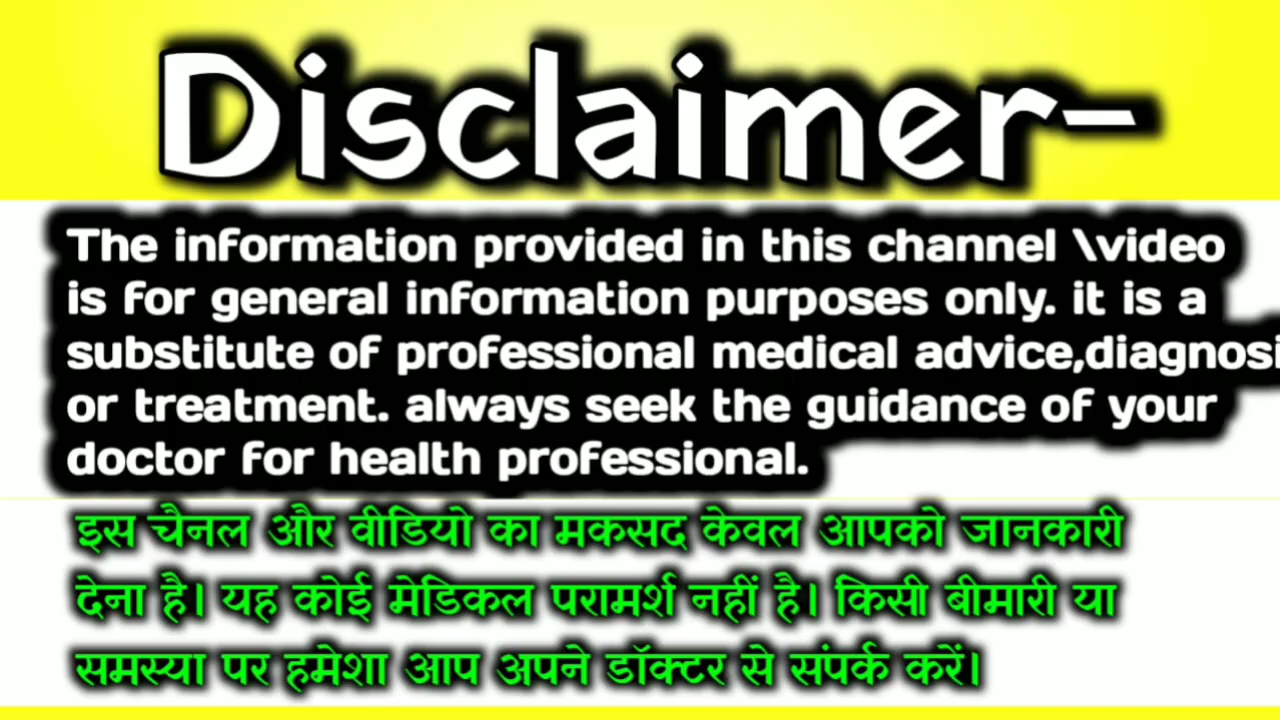 Disclaimer-
The information provided in this channel \video
is for general information purposes only. it is a
substitute of professional medical advice,diagnosi
or treatment. always seek the guidance of your
doctor for health professional.
इस चैनल और वीडियो का मकसद केवल आपको जानकारी
देना है। यह कोई मेडिकल परामर्श नहीं है। किसी बीमारी या
समस्या पर हमेशा आप अपने डॉक्टर से संपर्क करें।